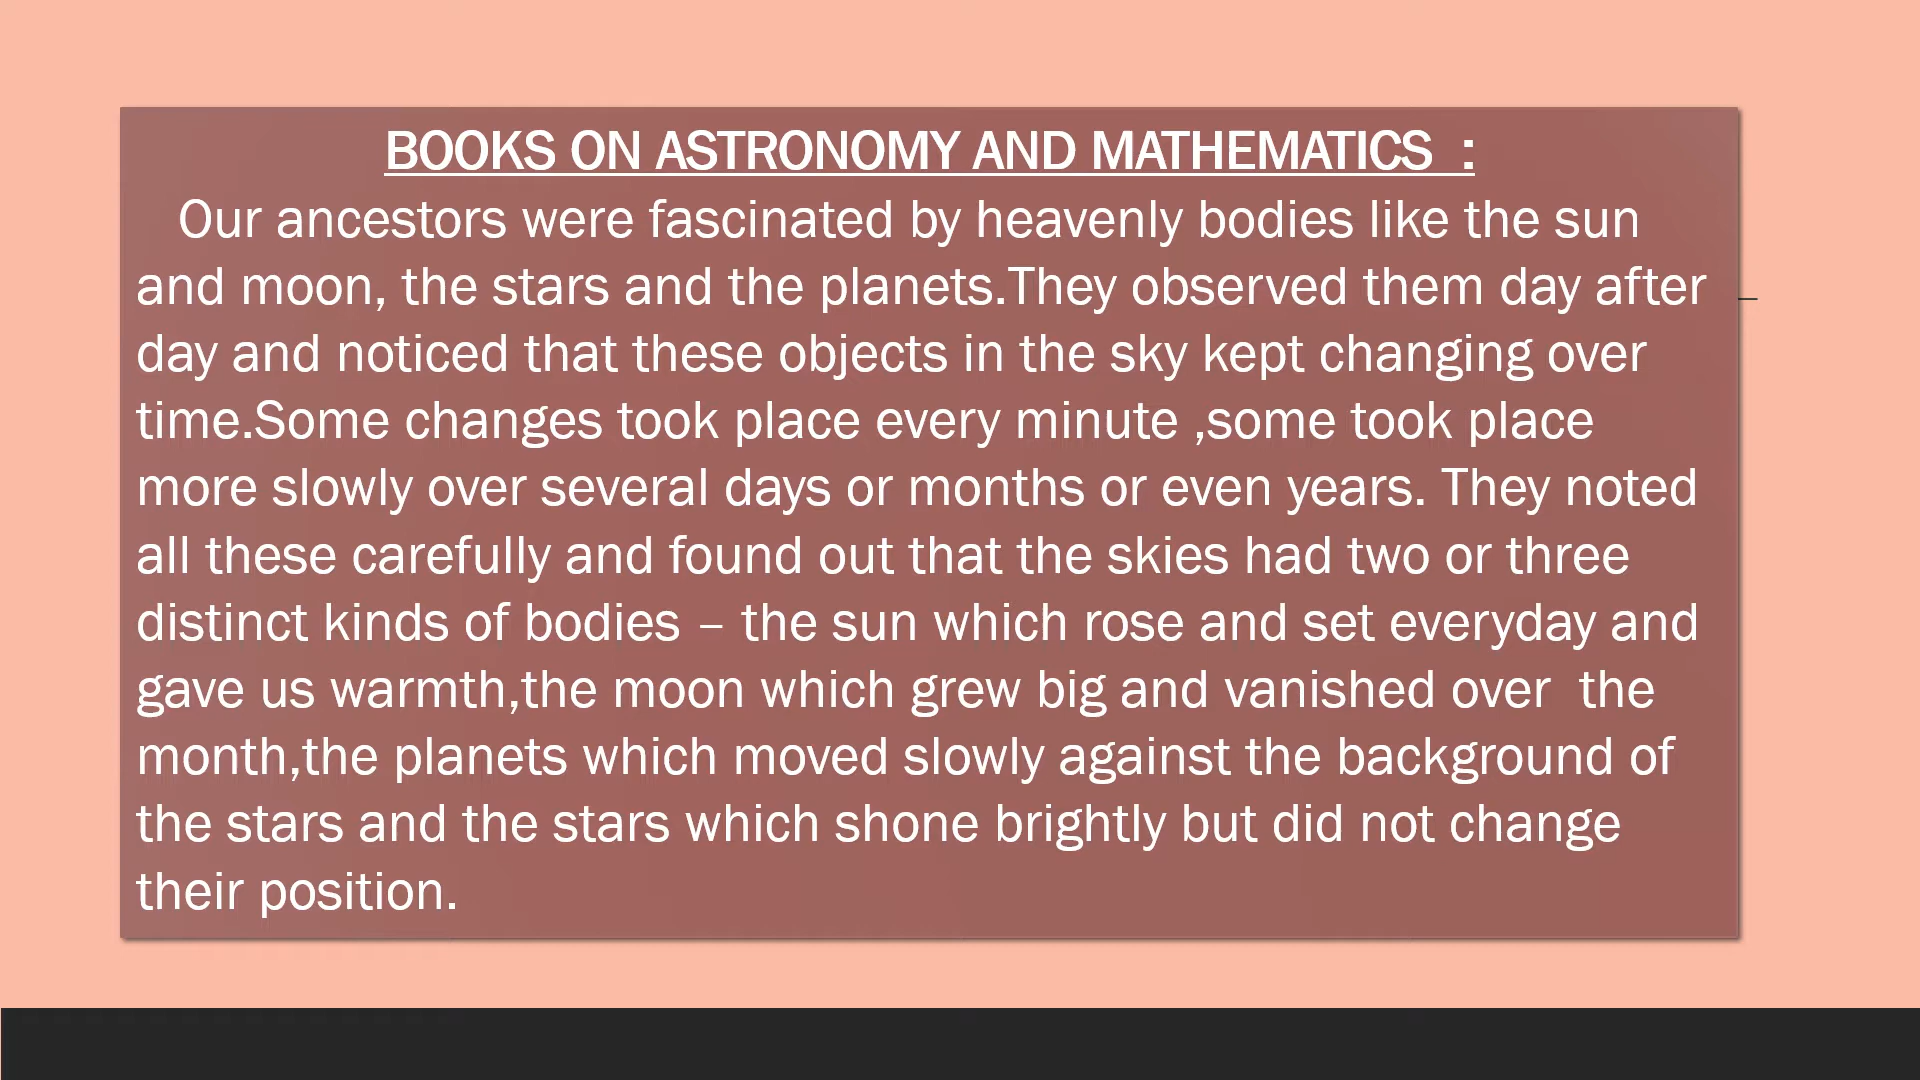 BOOKS ON ASTRONOMY AND MATHEMATICS  :
Our ancestors were fascinated by heavenly bodies like the sun
and moon, the stars and the planets.They observed them day after
day and noticed that these objects in the sky kept changing over
time.Some changes took place every minute ,some took place
more slowly over several days or months or even years. They noted
all these carefully and found out that the skies had two or three
distinct kinds of bodies – the sun which rose and set everyday and
gave us warmth,the moon which grew big and vanished over  the
month,the planets which moved slowly against the background of
the stars and the stars which shone brightly but did not change
their position.